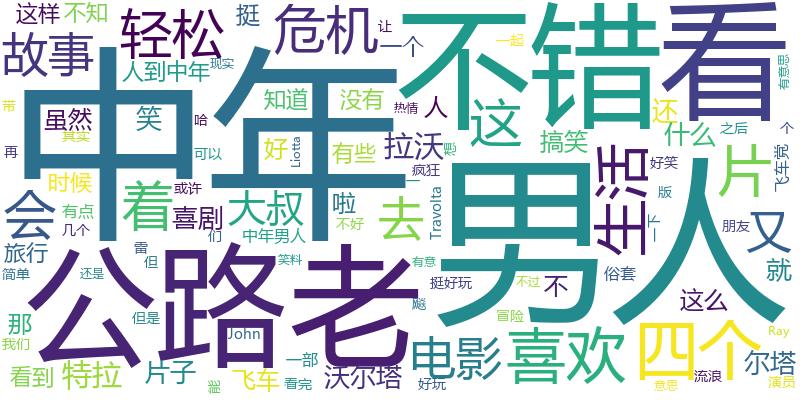 这样
不知
轻松
挺
危机
让
一个
不错
看
一起
有意思
故事
人到中年
现实
中年
知道
没有
热情
人
这
还
什么
之后
个
带
虽然
笑
哈
其实
再
可以
好
Liotta
有些
拉沃
疯狂
搞笑
生活
好笑
片
飞车党
时候
或许
会
有点
着
喜剧
大叔
啦
去
Travolta
男人
版
一下
朋友
又
几个
们
中年男人
不好
旅行
雷
但
公路
老
笑料
有意
挺好玩
不过
不
俗套
就
简单
还是
这么
那
但是
John
飚
冒险
我们
电影
喜欢
四个
Ray
尔塔
看到
特拉
片子
能
飞车
一部
看完
沃尔塔
好玩
意思
流浪
演员